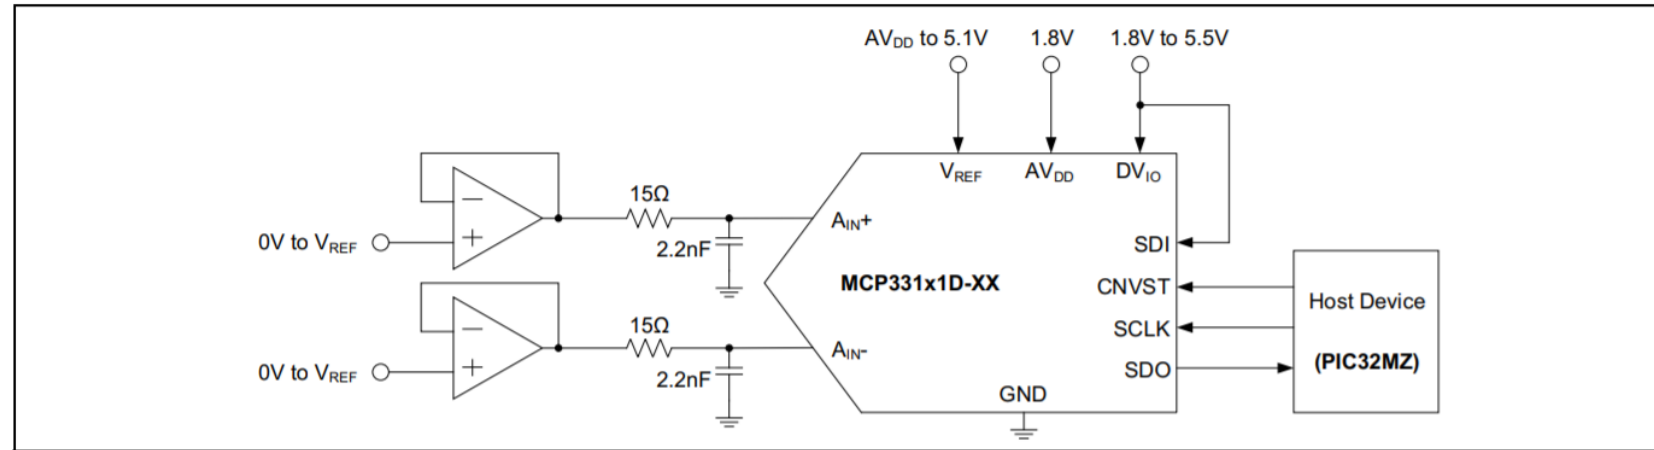 AVDD to 5.1V 1.8V 1.8V to 5.5V
VREF AVDD DVIO
15Ω
AIN+
0V to VREF
2.2nF
SDI
MCP331x1D-XX
CNVST
Host Device
15Ω
SCLK
AIN-
0V to VREF
2.2nF
SDO
(PIC32MZ)
GND